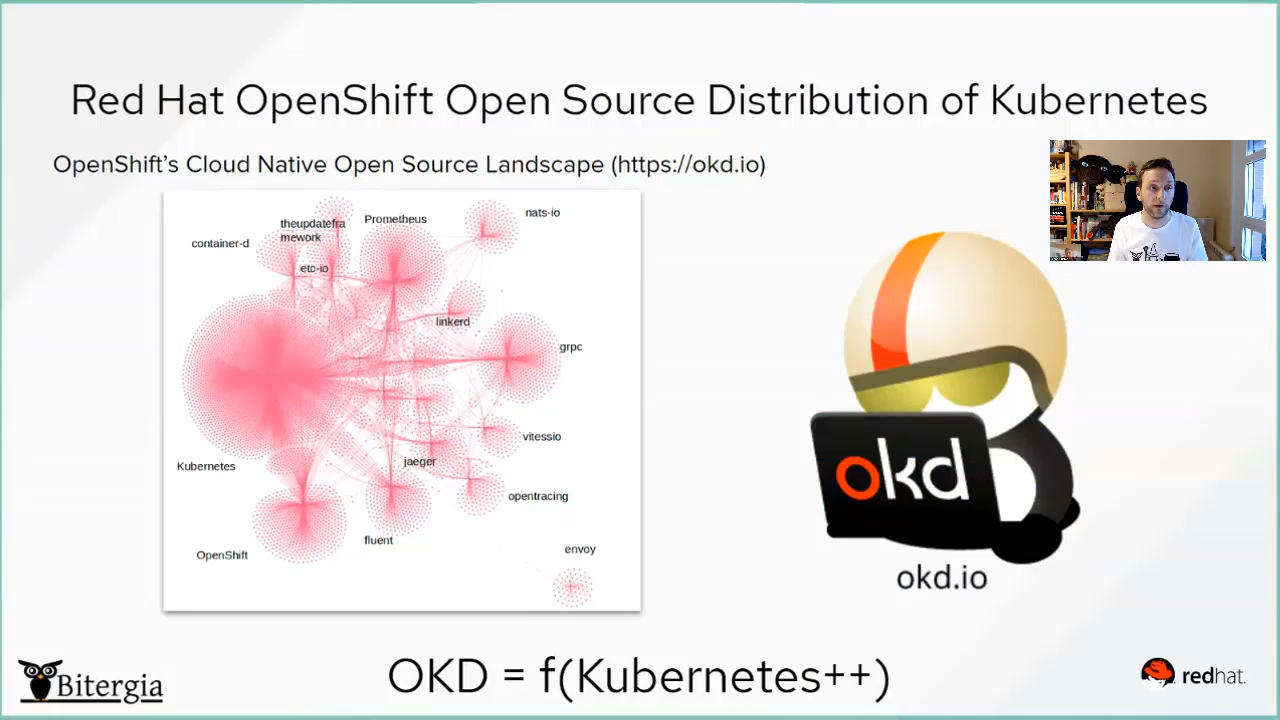 Red Hat OpenShift Open Source Distribution of Kubernetes
OpenShift's Cloud Native Open Source Landscape (https://okd.io)
theupdatefra
mework
Prometheus
nats-io
container-d
etc-io
linkerd
grpc
vitessio
Kubernetes
jaeger
opentracing
fluent
OpenShift
envoy
okd
okd.io
Bitergia
OKD = f(Kubernetes++)
redhat.